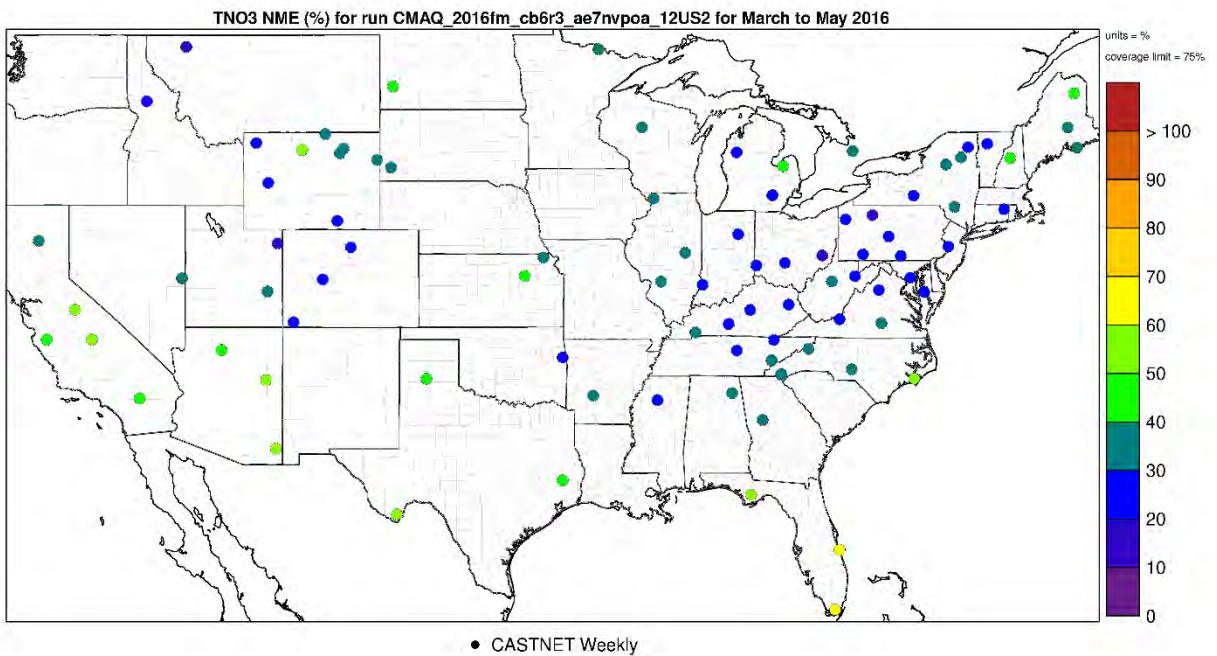 TNO3 NME (%) for run CMAQ_2016fm_cb6r3_ae7nvpoa_12US2 for March to May 2016
units = %
coverage limit = 75%
> 100
90
80
70
60
50
40
30
20
10
0
CASTNET Weekly